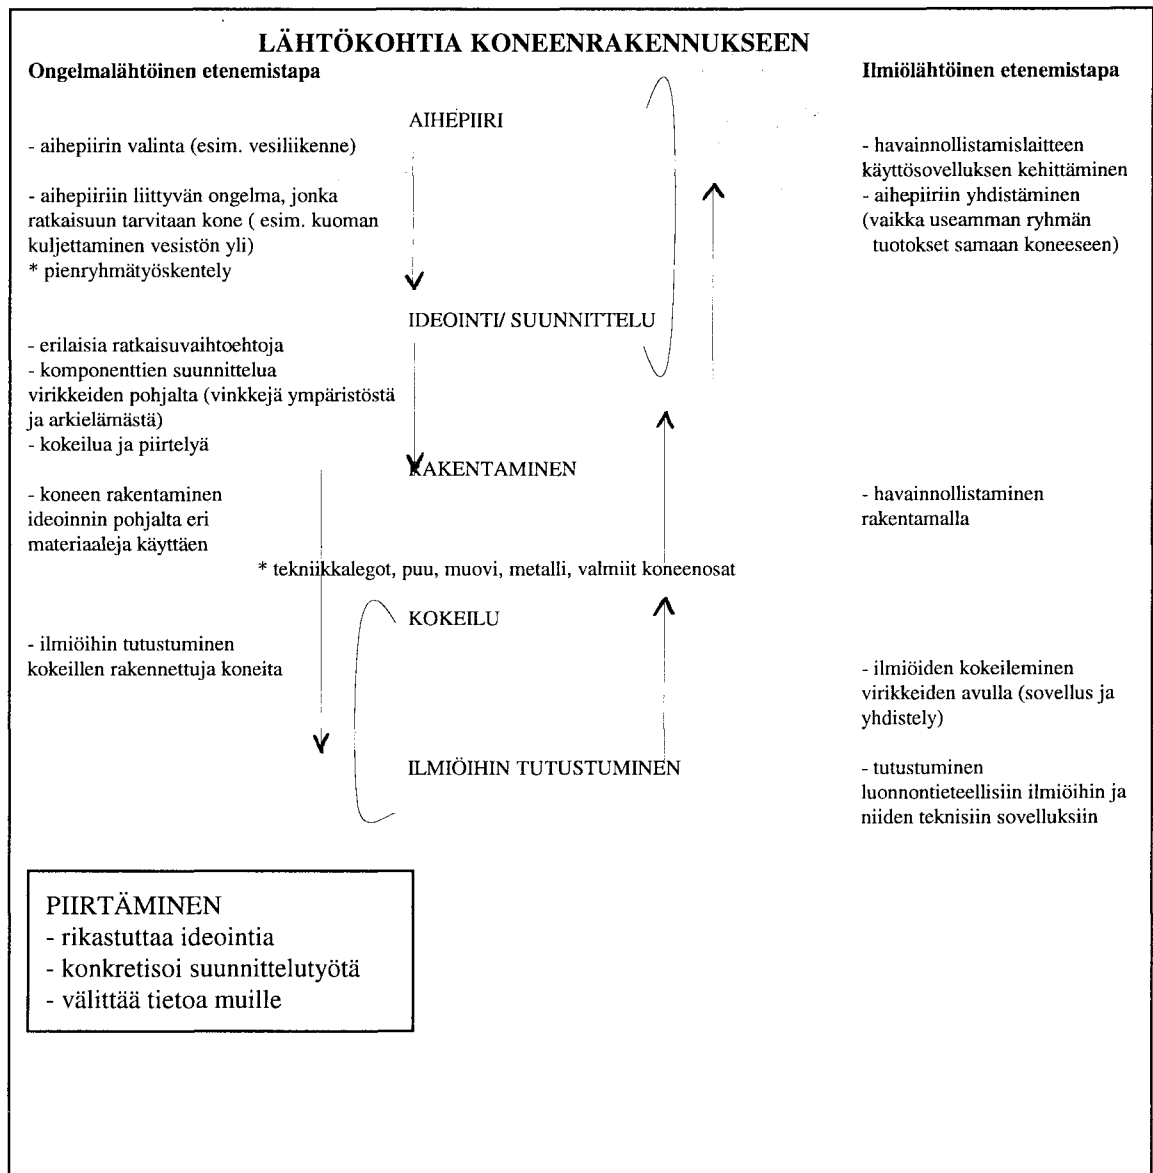 LÄHTÖKOHTIA KONEENRAKENNUKSEEN
Ongelmalähtöinen etenemistapa
Ilmiölähtöinen etenemistapa
AIHEPIIRI
- aihepiirin valinta (esim. vesiliikenne)
- aihepiiriin liittyvän ongelma, jonka
ratkaisuun tarvitaan kone ( esim. kuoman
kuljettaminen vesistön yli)
* pienryhmätyöskentely
- havainnollistamislaitteen
käyttösovelluksen kehittäminen
- aihepiiriin yhdistäminen
(vaikka useamman ryhmän
tuotokset samaan koneeseen)
IDEOINTI/ SUUNNITTELU
- erilaisia ratkaisuvaihtoehtoja
- komponenttien suunnittelua
virikkeiden pohjalta (vinkkejä ympäristöstä
ja arkielämästä)
- kokeilua ja piirtelyä
RAKENTAMINEN
- koneen rakentaminen
ideoinnin pohjalta eri
materiaaleja käyttäen
- havainnollistaminen
rakentamalla
* tekniikkalegot, puu, muovi, metalli, valmiit koneenosat
KOKEILU
- ilmiöihin tutustuminen
kokeillen rakennettuja koneita
- ilmiöiden kokeileminen
virikkeiden avulla (sovellus ja
yhdistely)
ILMIÖIHIN TUTUSTUMINEN
- tutustuminen
luonnontieteellisiin ilmiöihin ja
niiden teknisiin sovelluksiin
PIIRTÄMINEN
- rikastuttaa ideointia
- konkretisoi suunnittelutyötä
- välittää tietoa muille